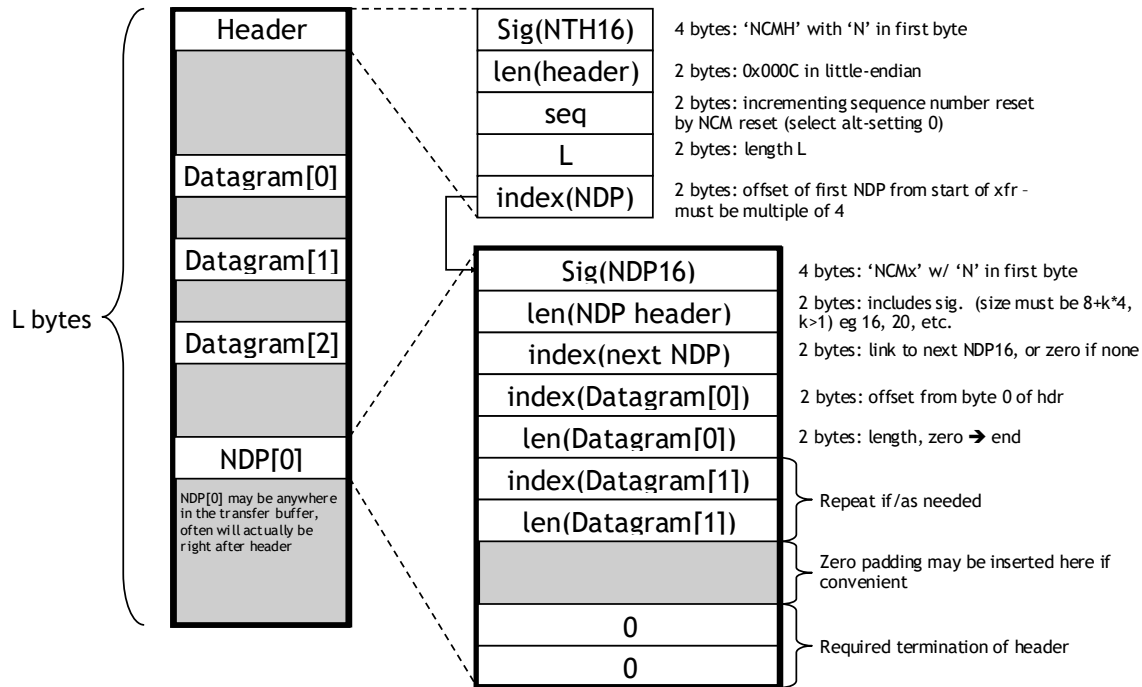 L bytes
Header
Datagram[0]
Datagram[1]
Datagram[2]
NDP[0]
NDP[0] may be anywhere
in the transfer buffer,
often will actually be
right after header
Sig(NTH16)
4 bytes: ‘NCMH’ with ‘N’ in first byte
len(header)
2 bytes: 0x000C in little-endian
seq
2 bytes: incrementing sequence number reset
by NCM reset (select alt-setting 0)
L
2 bytes: length L
index(NDP)
2 bytes: offset of first NDP from start of xfr –
must be multiple of 4
Sig(NDP16)
4 bytes: ‘NCMx’ w/ ‘N’ in first byte
len(NDP header)
2 bytes: includes sig. (size must be 8+k*4,
k>1) eg 16, 20, etc.
index(next NDP)
2 bytes: link to next NDP16, or zero if none
index(Datagram[0])
2 bytes: offset from byte 0 of hdr
len(Datagram[0])
2 bytes: length, zero ➔ end
index(Datagram[1])
len(Datagram[1])
Repeat if/as needed
Zero padding may be inserted here if
convenient
0
0
Required termination of header